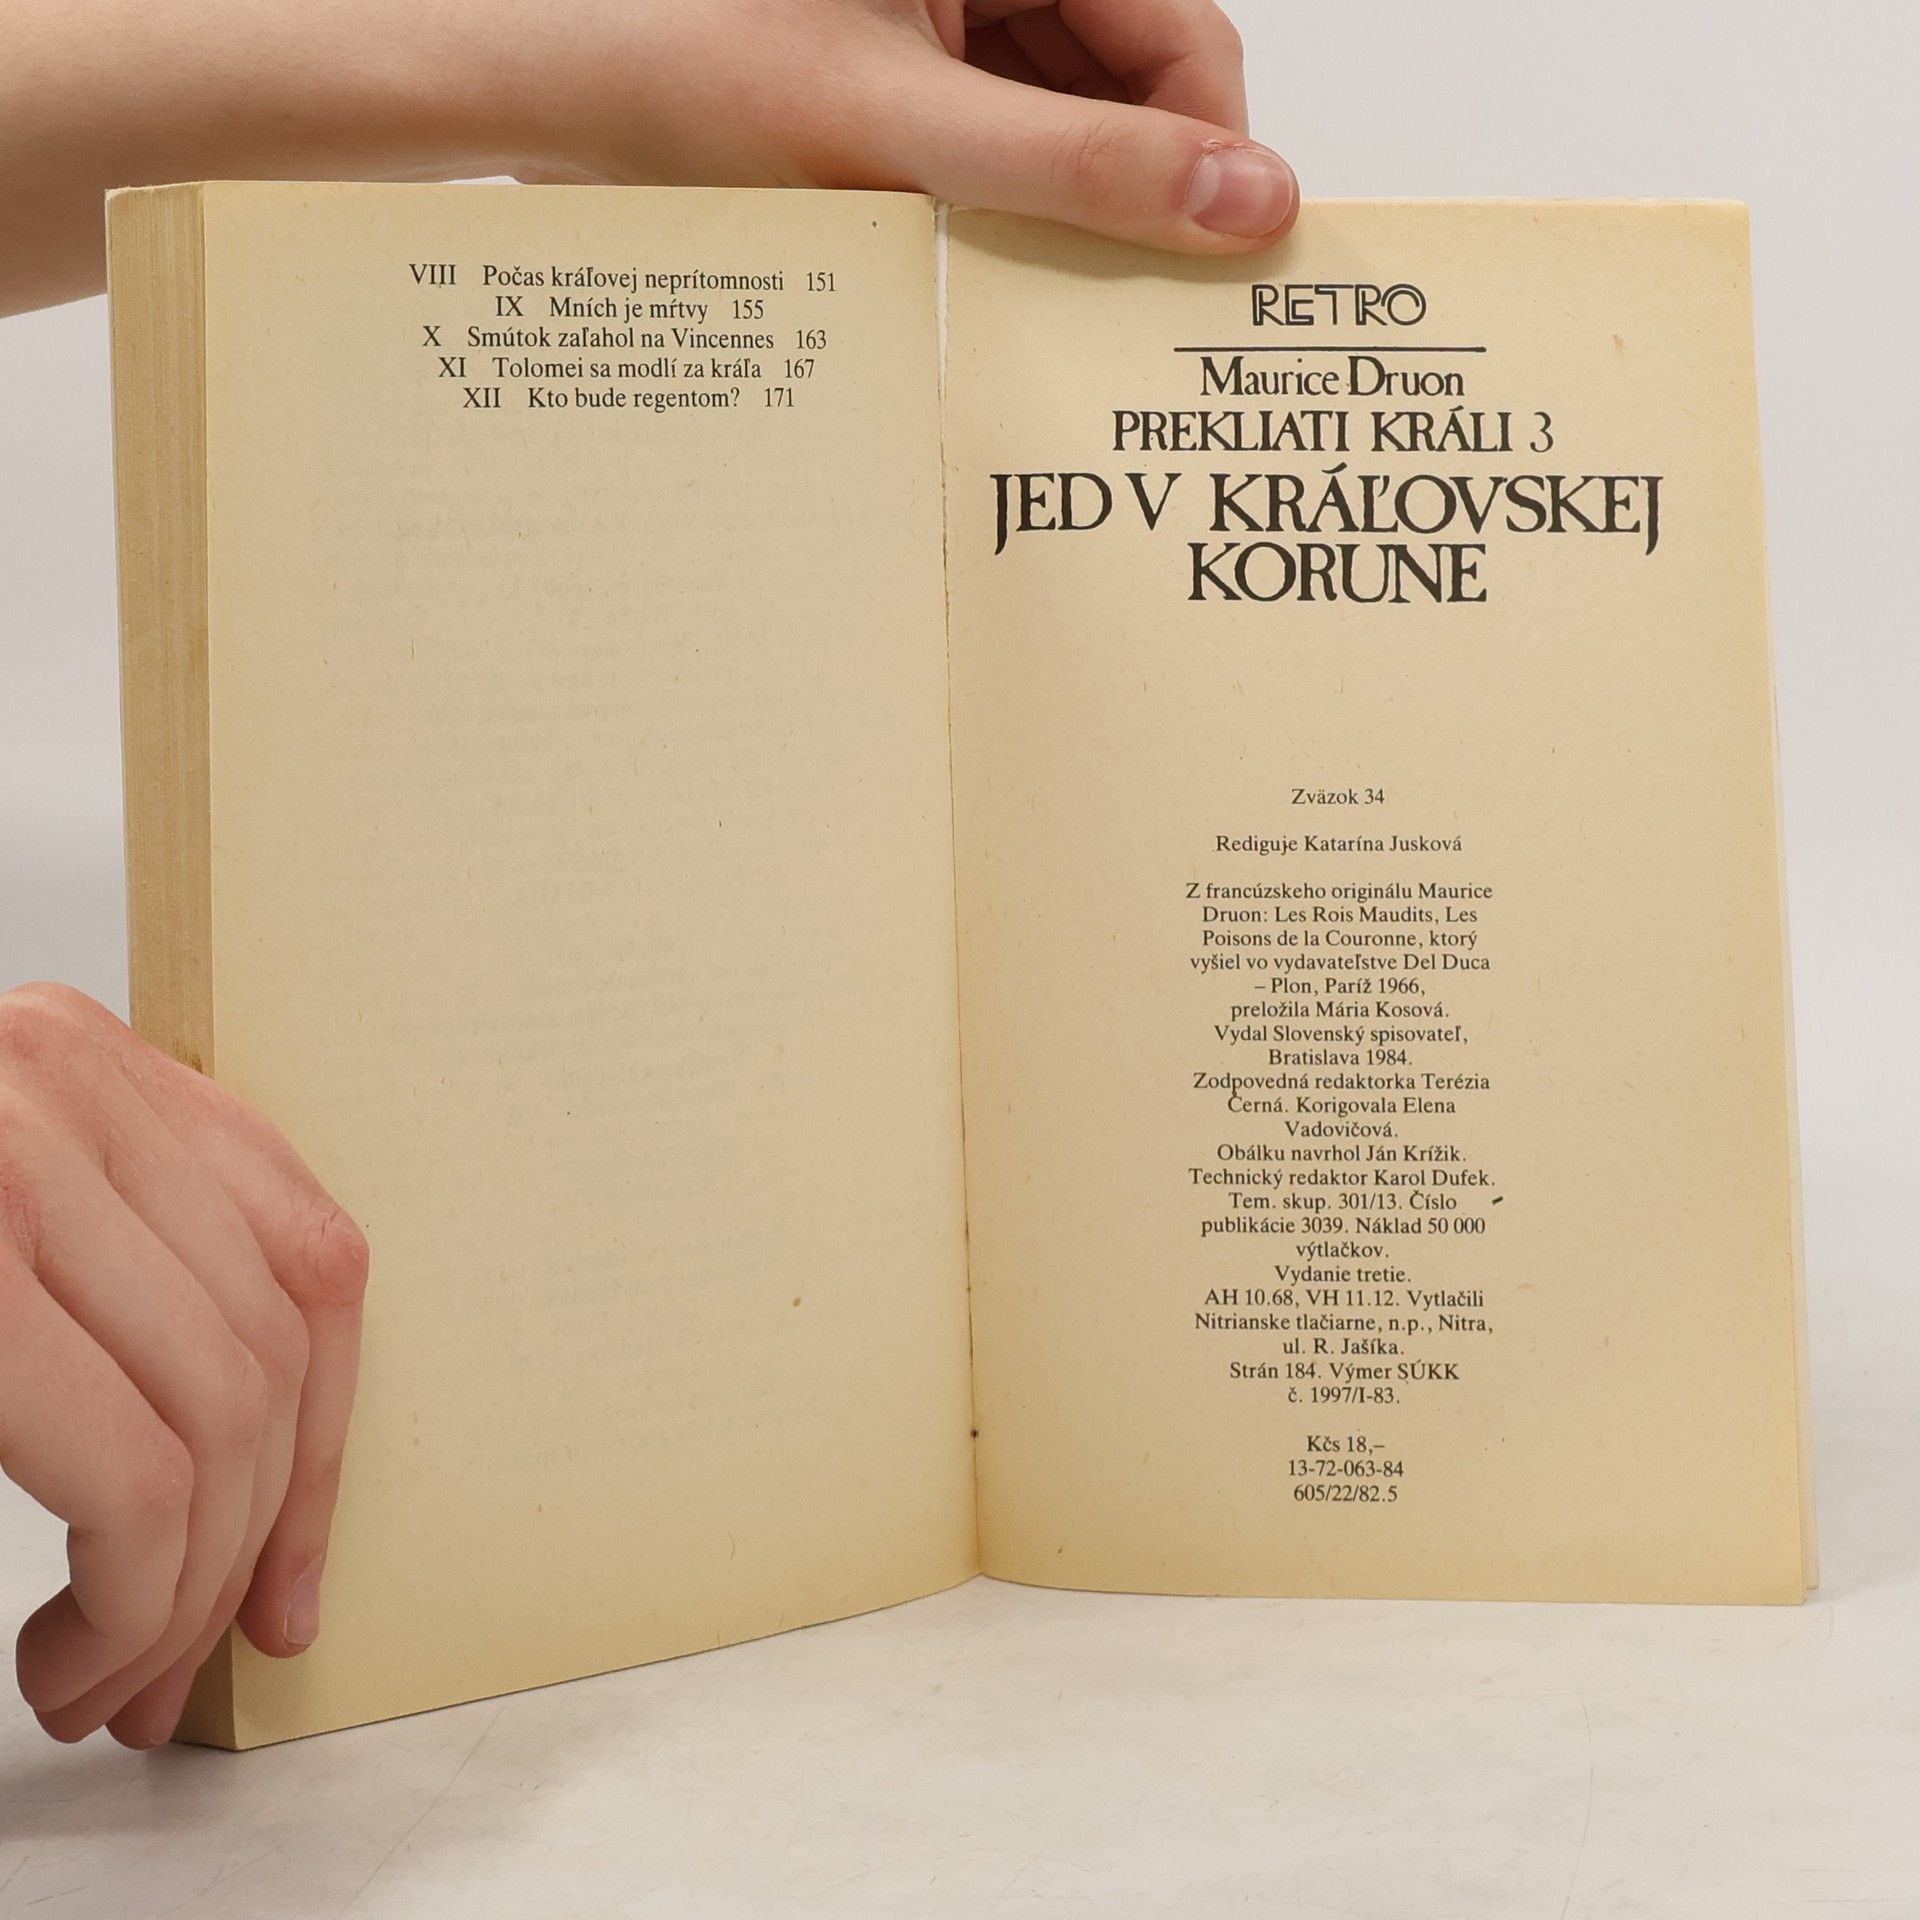 VIII Počas kráľovej neprítomnosti 151
IX Mních je mŕtvy 155
X Smútok zaľahol na Vincennes 163
XI Tolomei sa modlí za kráľa 167
XII Kto bude regentom? 171
RETRO
Maurice Druon
PREKLIATI KRÁLI 3
JED V KRÁĽOVSKEJ
KORUNE
Zväzok 34
Rediguje Katarína Jusková
Z francúzskeho originálu Maurice
Druon: Les Rois Maudits, Les
Poisons de la Couronne, ktorý
vyšiel vo vydavateľstve Del Duca
– Plon, Paríž 1966,
preložila Mária Kosová.
Vydal Slovenský spisovateľ,
Bratislava 1984.
Zodpovedná redaktorka Terézia
Černá. Korigovala Elena
Vadovičová.
Obálku navrhol Ján Krížik.
Technický redaktor Karol Dufek.
Tem. skup. 301/13. Číslo
publikácie 3039. Náklad 50 000
výtlačkov.
Vydanie tretie.
AH 10.68, VH 11.12. Vytlačili
Nitrianske tlačiarne, n.p., Nitra,
ul. R. Jašíka.
Strán 184. Výmer SÚKK
č. 1997/I-83.
Kčs 18,–
13-72-063-84
605/22/82.5